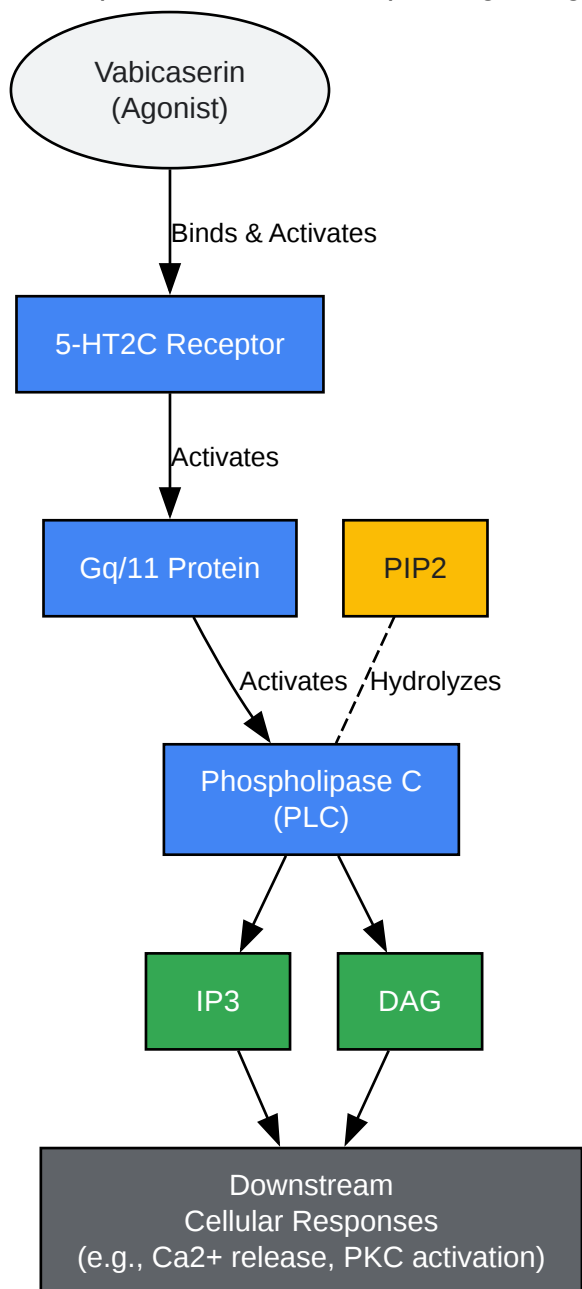 Vabicaserin
(Agonist)
Binds & Activates
5-HT2C Receptor
Activates
Gq/11 Protein
PIP2
Activates
Hydrolyzes
Phospholipase C
(PLC)
IP3
DAG
Downstream
Cellular Responses
(e.g., Ca2+ release, PKC activation)